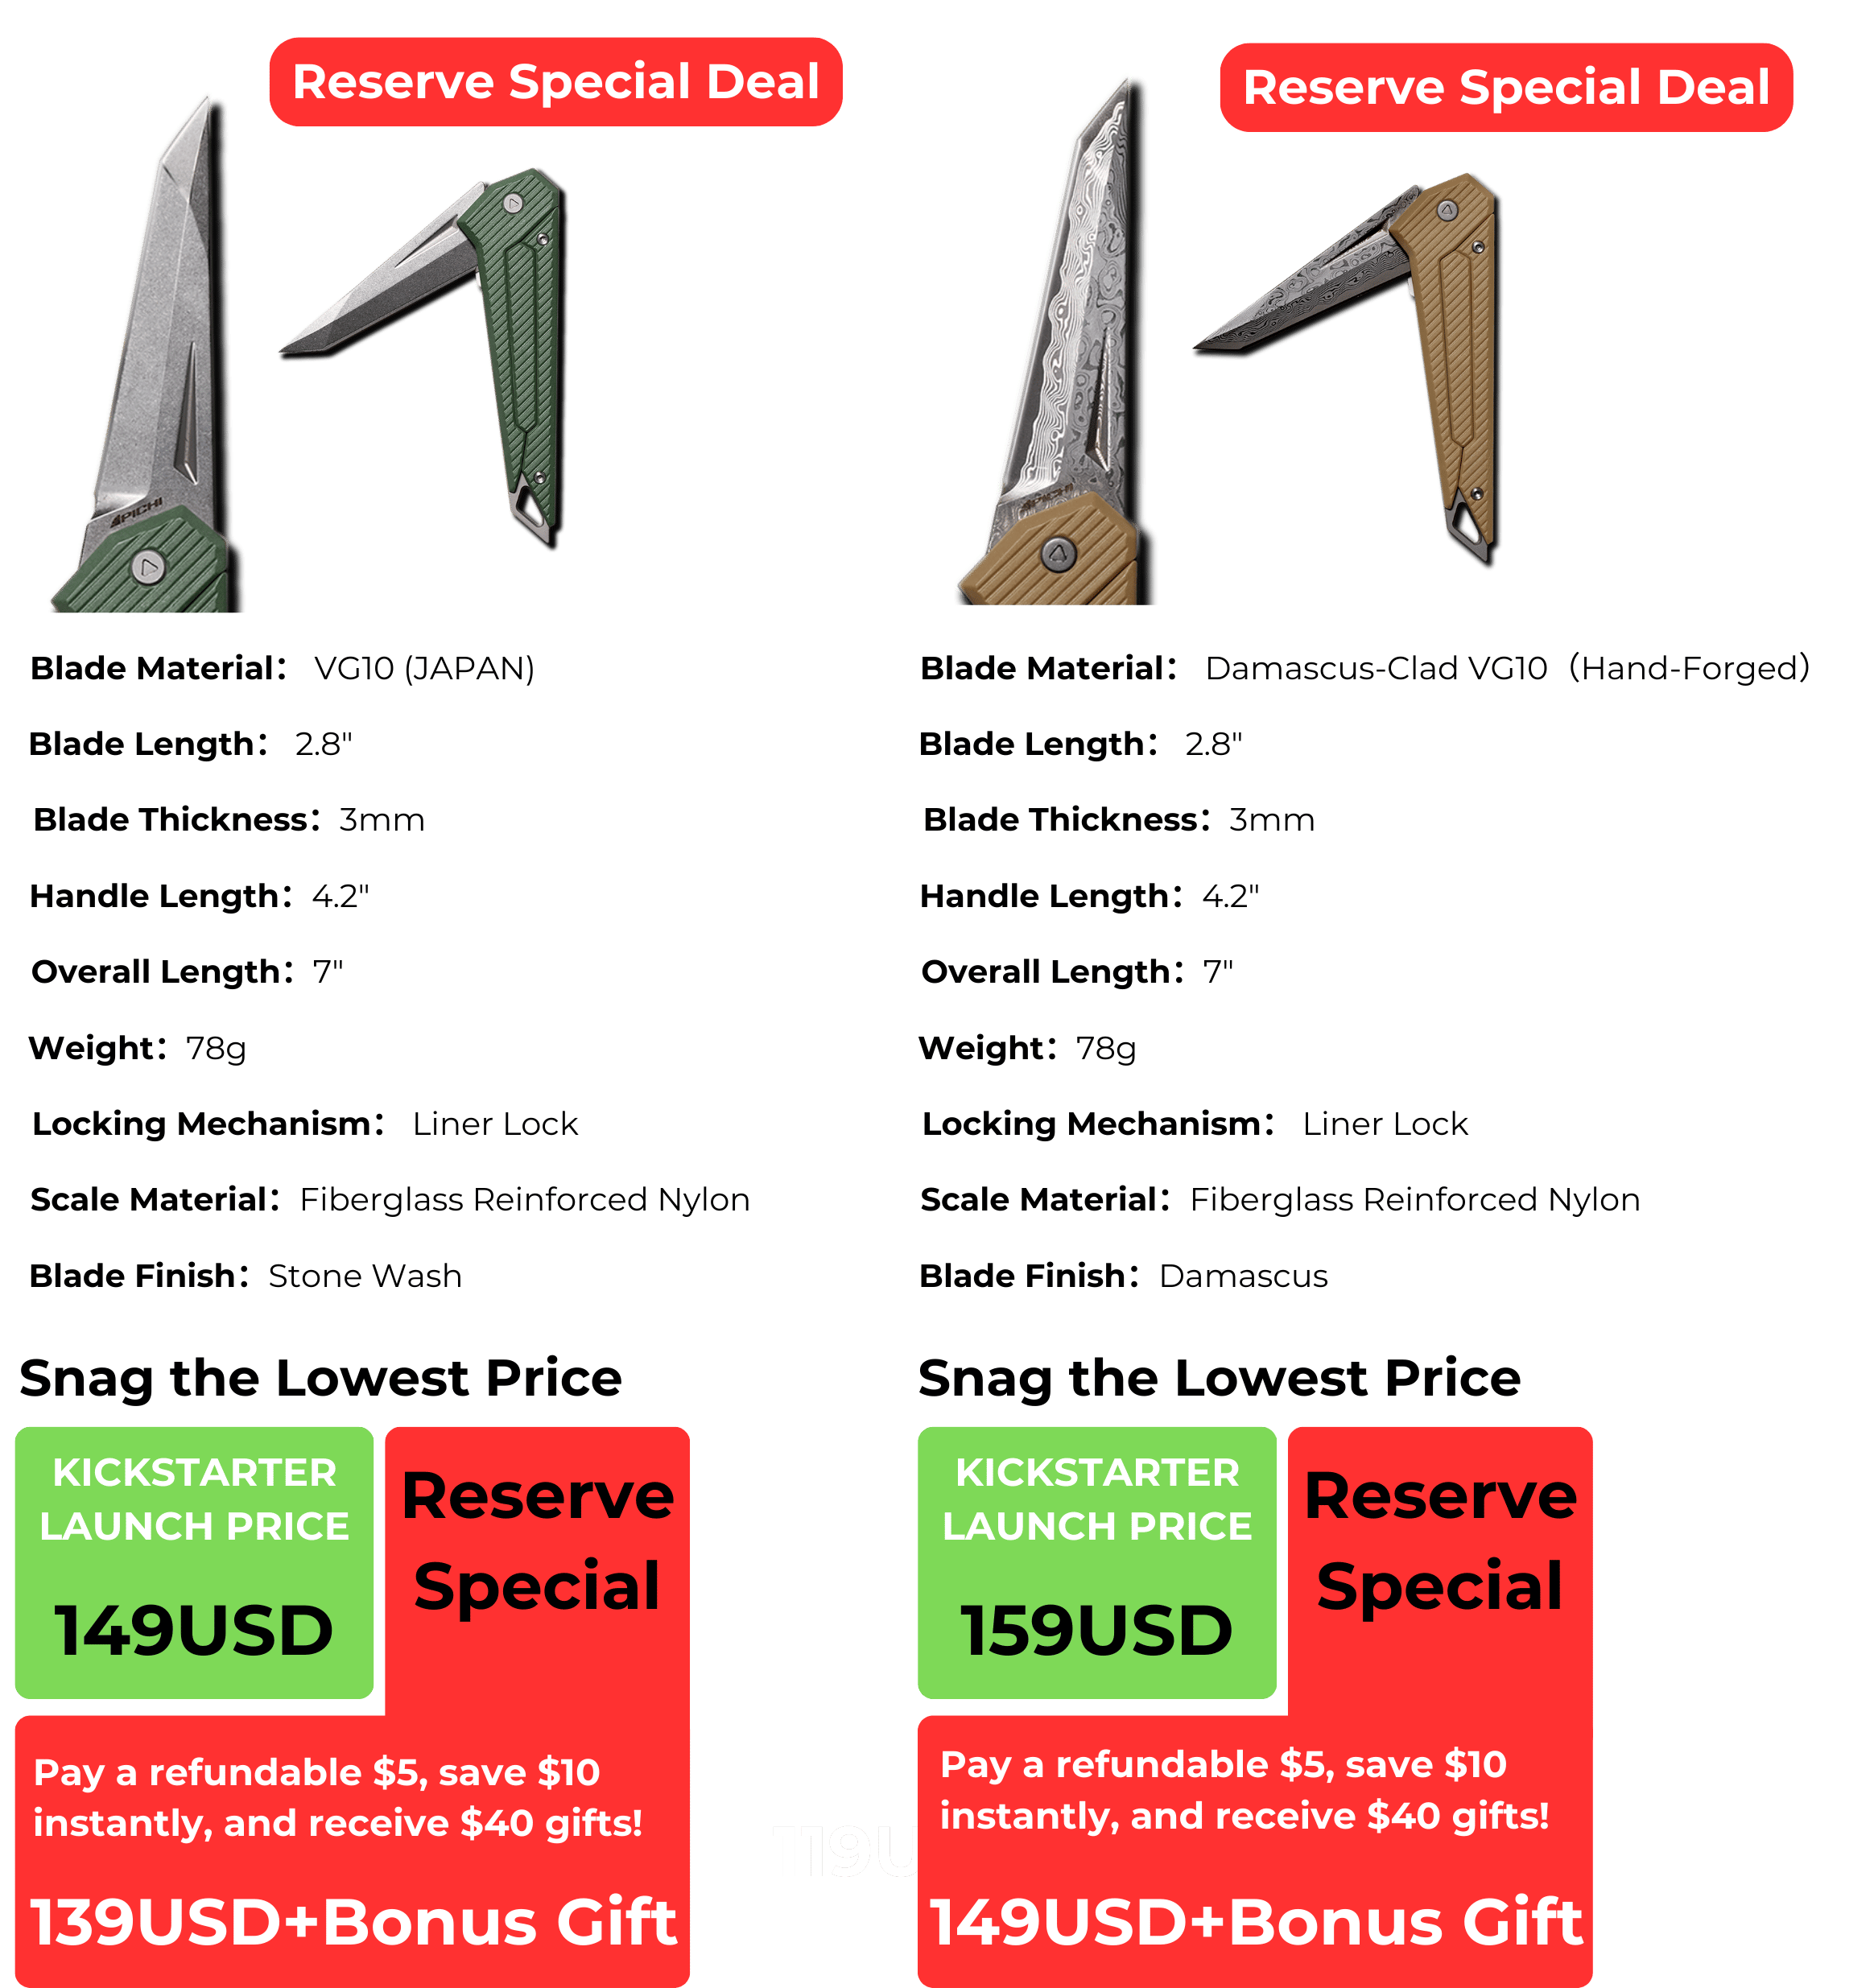 Reserve Special Deal
PICHI
Blade Material： VG10 (JAPAN)
Blade Length： 2.8"
Blade Thickness：3mm
Handle Length：4.2"
Overall Length：7"
Weight：78g
Locking Mechanism： Liner Lock
Scale Material：Fiberglass Reinforced Nylon
Blade Finish：Stone Wash
Snag the Lowest Price
KICKSTARTER
LAUNCH PRICE
149USD
Reserve
Special
Pay a refundable $5, save $10
instantly, and receive $40 gifts!
139USD+Bonus Gift
Reserve Special Deal
PICHI
Blade Material： Damascus-Clad VG10（Hand-Forged）
Blade Length： 2.8"
Blade Thickness：3mm
Handle Length：4.2"
Overall Length：7"
Weight：78g
Locking Mechanism： Liner Lock
Scale Material：Fiberglass Reinforced Nylon
Blade Finish：Damascus
Snag the Lowest Price
KICKSTARTER
LAUNCH PRICE
159USD
Reserve
Special
Pay a refundable $5, save $10
instantly, and receive $40 gifts!
149USD+Bonus Gift